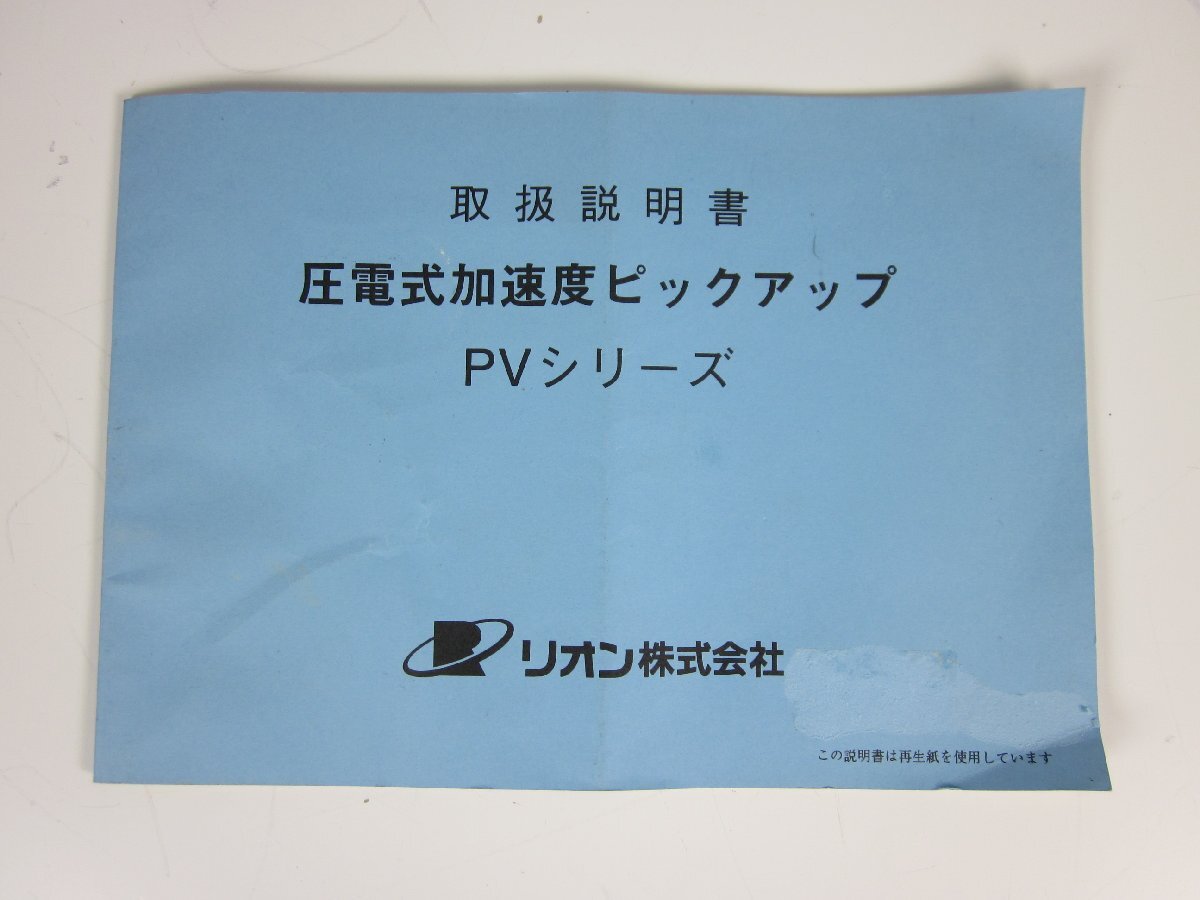 取扱説明書
圧電式加速度ピックアップ
PVシリーズ
リオン株式会社
この説明書は再生紙を使用しています